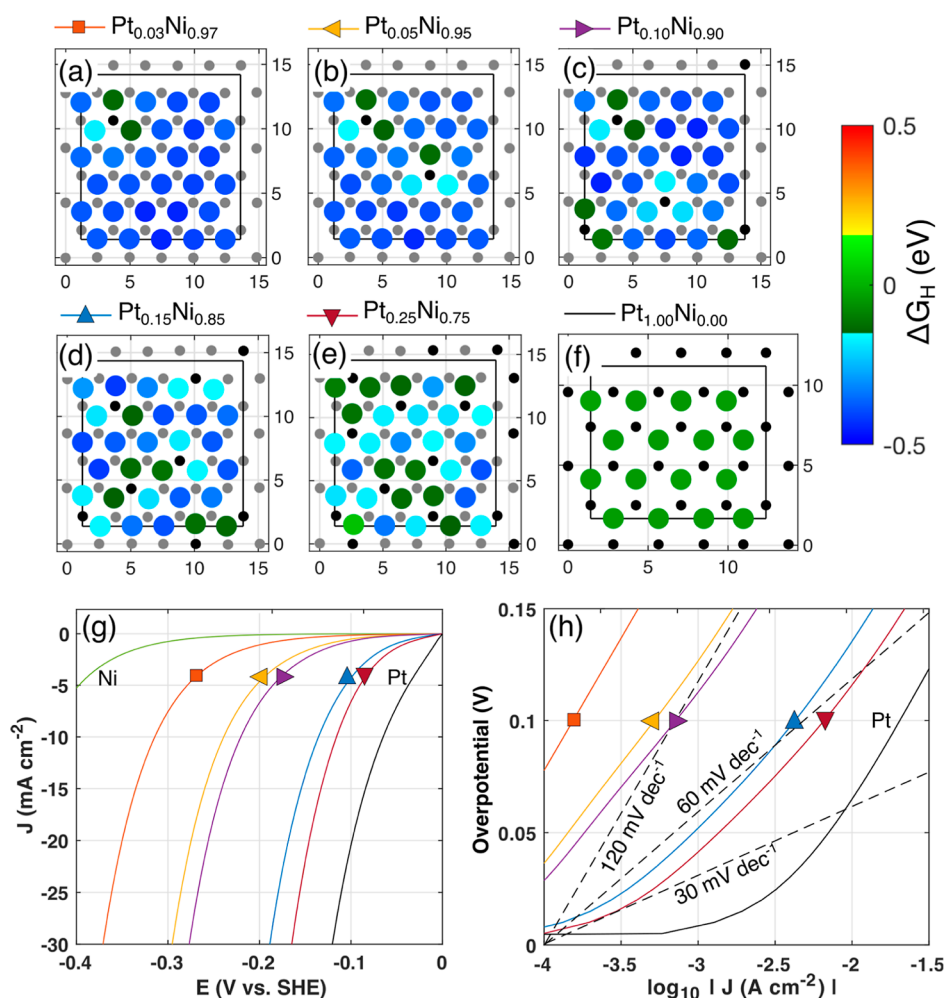 Pt0.03Ni0.97 Pt0.05Ni0.95 Pt0.10Ni0.90
(a) (b) (c)
15
10
5
0
0 5 10 15
15
10
5
0
0 5 10 15
15
10
5
0
0 5 10 15
0.5
0
-0.5
ΔGH (eV)
Pt0.15Ni0.85 Pt0.25Ni0.75 Pt1.00Ni0.00
(d) (e) (f)
15
10
5
0
0 5 10 15
15
10
5
0
0 5 10 15
10
5
0
0 5 10
(g)
0
-5
-10
-15
-20
-25
-30
J (mA cm-2)
Ni
Pt
-0.4 -0.3 -0.2 -0.1 0
E (V vs. SHE)
(h)
0.15
0.1
0.05
0
Overpotential (V)
Pt
120 mV dec-1
60 mV dec-1
30 mV dec-1
-4 -3.5 -3 -2.5 -2 -1.5
log10 | J (A cm-2) |